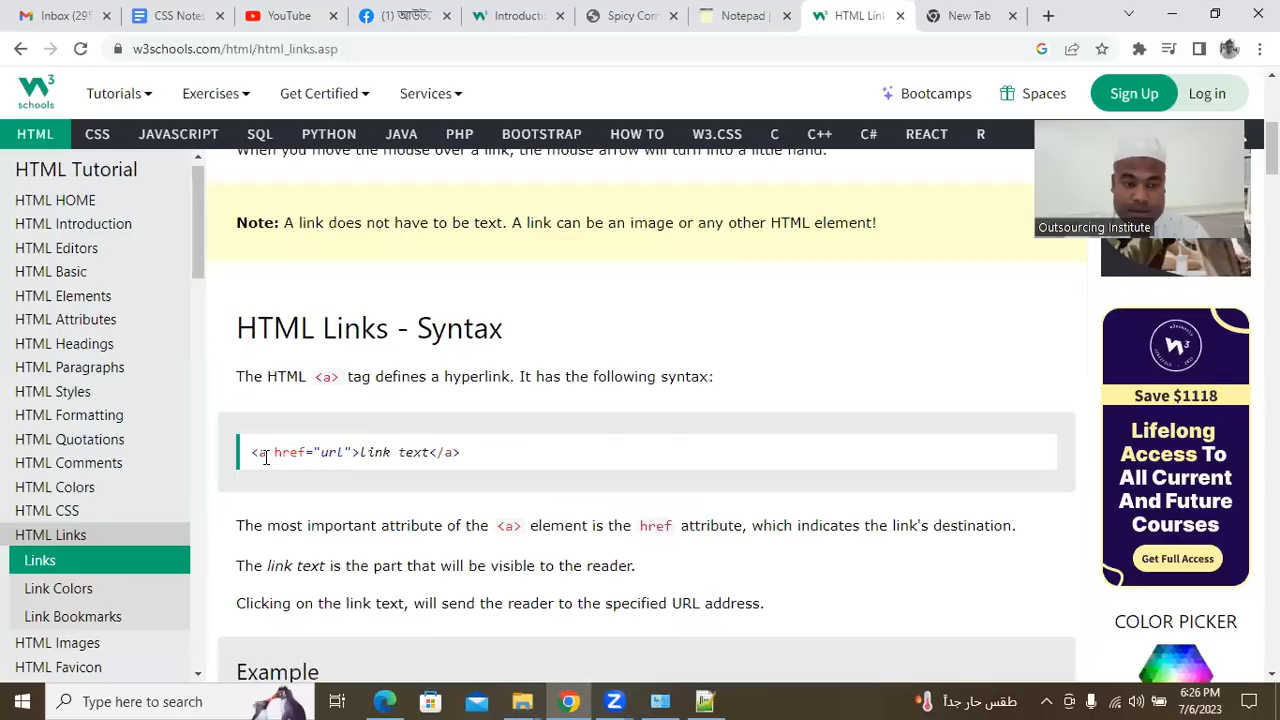 Inbox (295
CSS Notes
YouTube
(1) আউটে
Introducti
Spicy Com
Notepad |
HTML Link
New Tab
w3schools.com/html/html_links.asp
W3
schools
Tutorials
Exercises
Get Certified
Services
Bootcamps
Spaces
Sign Up
Log in
HTML
CSS
JAVASCRIPT
SQL
PYTHON
JAVA
PHP
BOOTSTRAP
HOW TO
W3.CSS
C
C++
C#
REACT
R
HTML Tutorial
HTML HOME
HTML Introduction
HTML Editors
HTML Basic
HTML Elements
HTML Attributes
HTML Headings
HTML Paragraphs
HTML Styles
HTML Formatting
HTML Quotations
HTML Comments
HTML Colors
HTML CSS
HTML Links
Links
Link Colors
Link Bookmarks
HTML Images
HTML Favicon
When you move the mouse over a link, the mouse arrow will turn into a little hand.
Note: A link does not have to be text. A link can be an image or any other HTML element!
HTML Links - Syntax
The HTML <a> tag defines a hyperlink. It has the following syntax:
<a href="url">link text</a>
The most important attribute of the <a> element is the href attribute, which indicates the link's destination.
The link text is the part that will be visible to the reader.
Clicking on the link text, will send the reader to the specified URL address.
Example
Outsourcing Institute
W3
Save $1118
Lifelong
Access To
All Current
And Future
Courses
Get Full Access
COLOR PICKER
Type here to search
طقس حار جداً
6:26 PM
7/6/2023